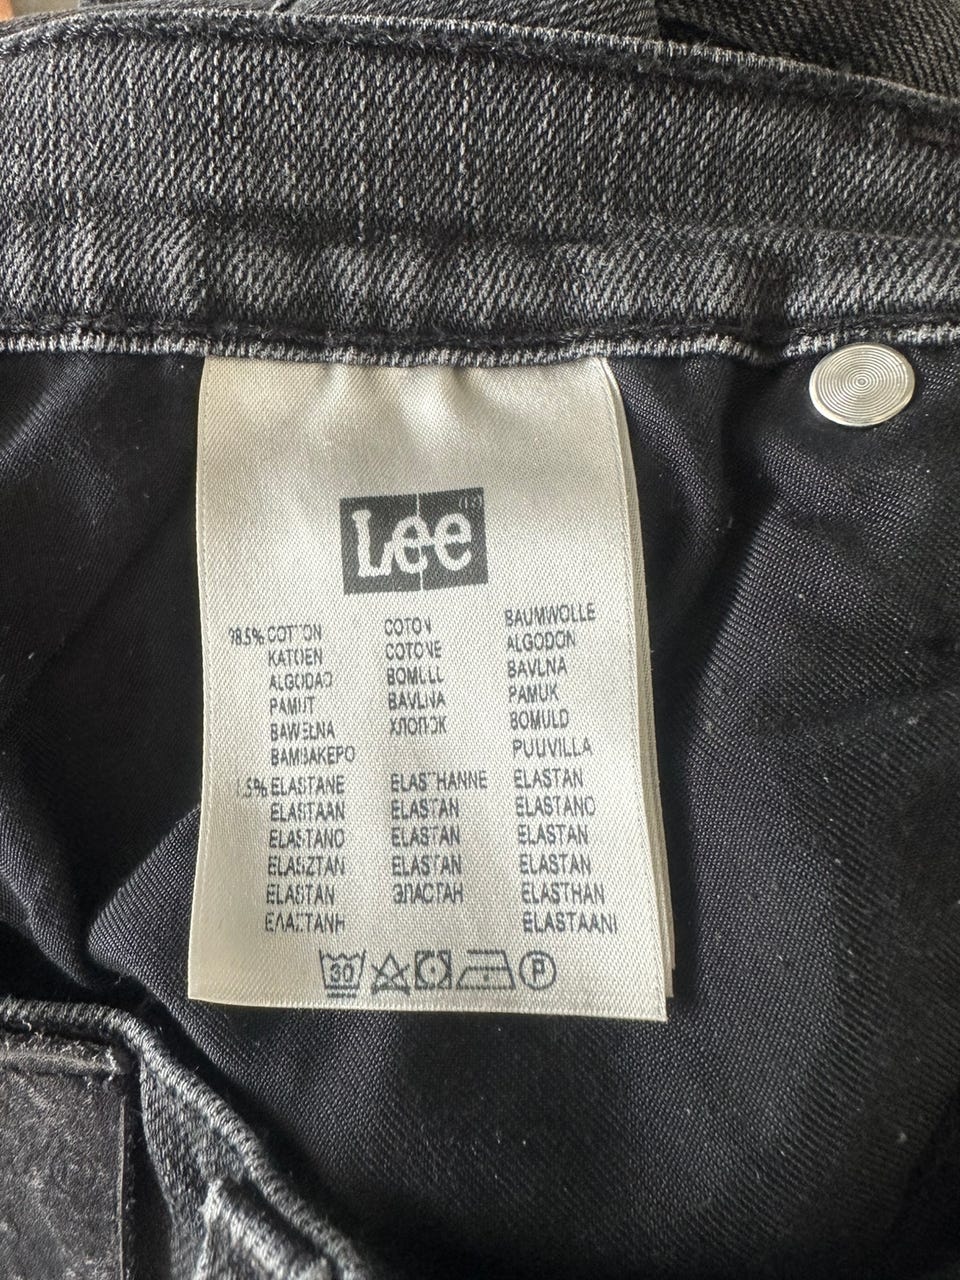 Lee
98.5% COTTON COTON BAUMWOLLE
KATOEN COTONE ALGODON
ALGODAO BOMULL BAVLNA
PAMUT BAVLNA PAMUK
BAWEŁNA ХЛОПОК BOMULD
BAMBAKEPO PUUVILLA
1.5% ELASTANE ELASTHANNE ELASTAN
ELASTAAN ELASTAN ELASTANO
ELASTANO ELASTAN ELASTAN
ELASZTAN ELASTAN ELASTAN
ELASTAN ЭЛАСТАН ELASTHAN
ΕΛΑΣΤΑΝΗ ELASTAANI
30 P